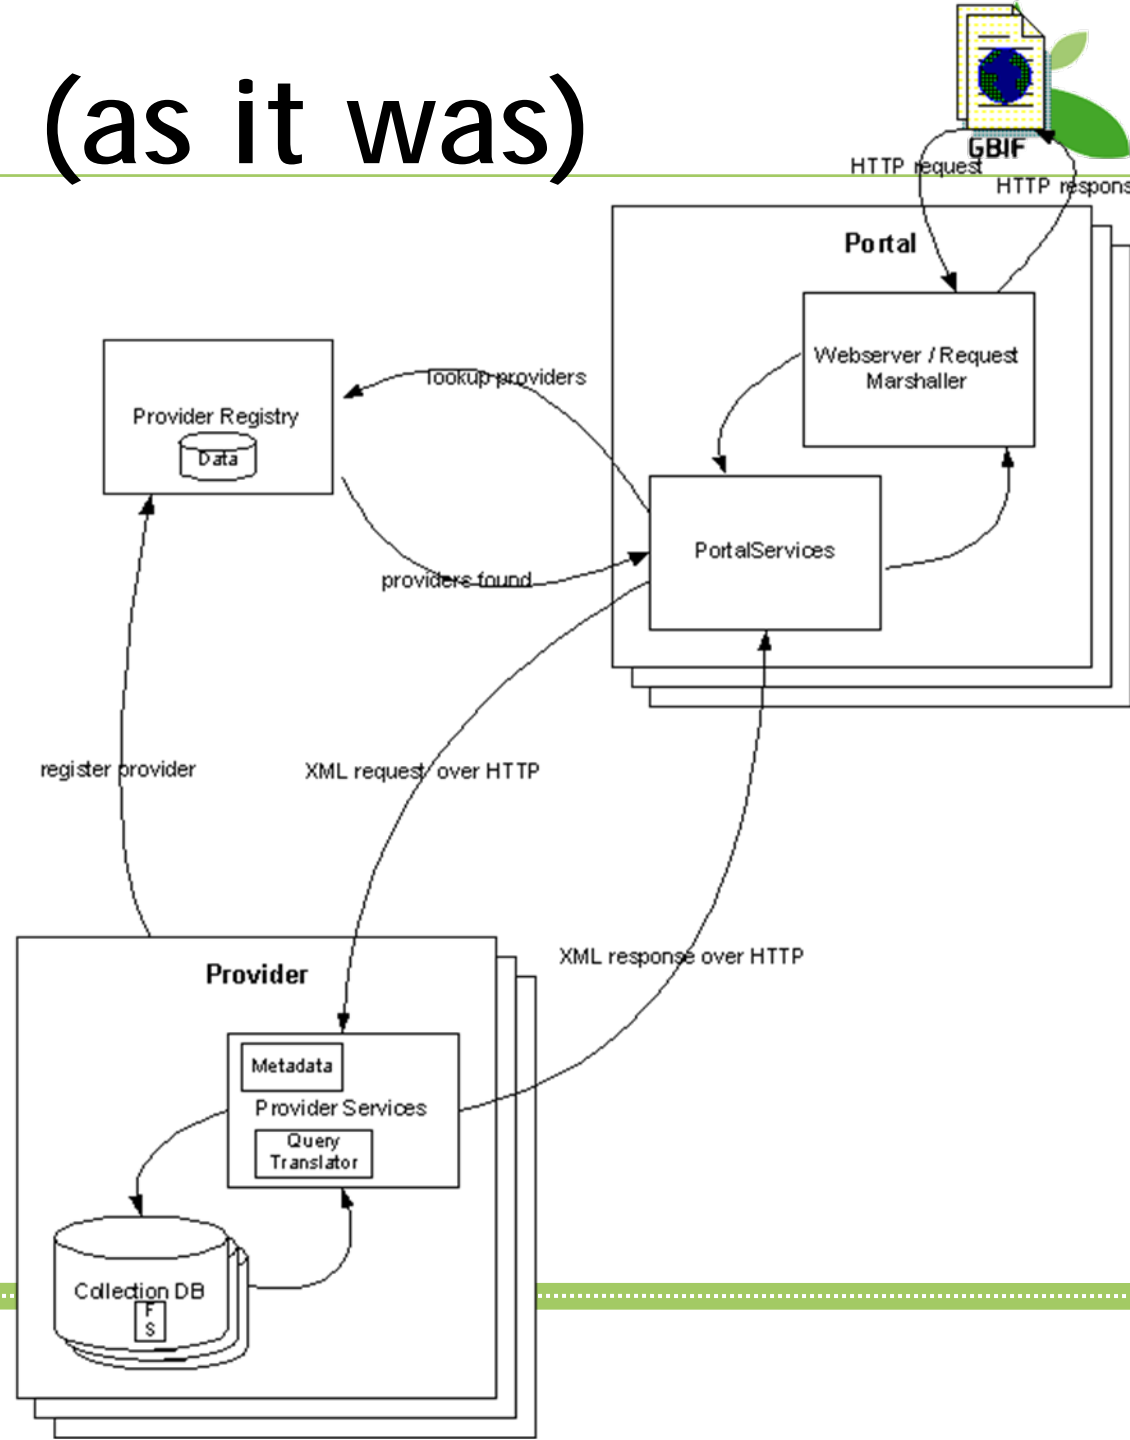 (as it was)
GBIF
HTTP request
HTTP respons
Portal
Webserver / Request
Marshaller
lookup providers
Provider Registry
Data
PortalServices
providers found
register provider
XML request over HTTP
XML response over HTTP
Provider
Metadata
Provider Services
Query
Translator
Collection DB
F
S